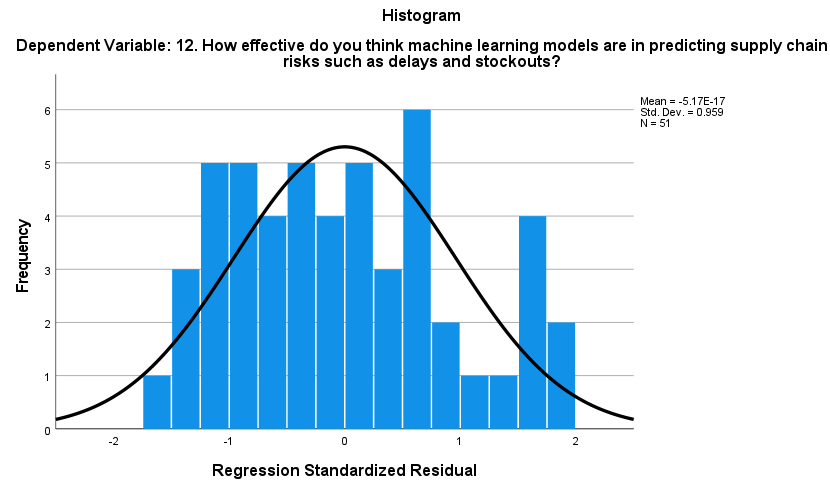 Histogram
Dependent Variable: 12. How effective do you think machine learning models are in predicting supply chain
risks such as delays and stockouts?
Mean = -5.17E-17
Std. Dev. = 0.959
N = 51
Frequency
6
5
4
3
2
1
0
-2
-1
0
1
2
Regression Standardized Residual